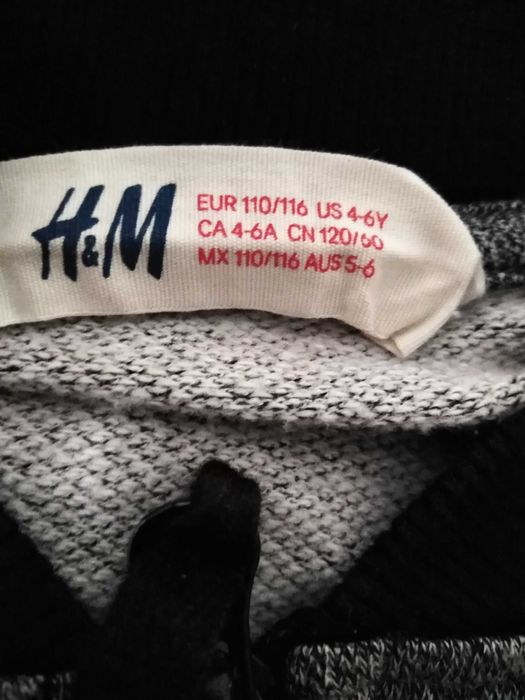 H&M
EUR 110/116 US 4-6Y
CA 4-6A CN 120/60
MX 110/116 AUS 5-6